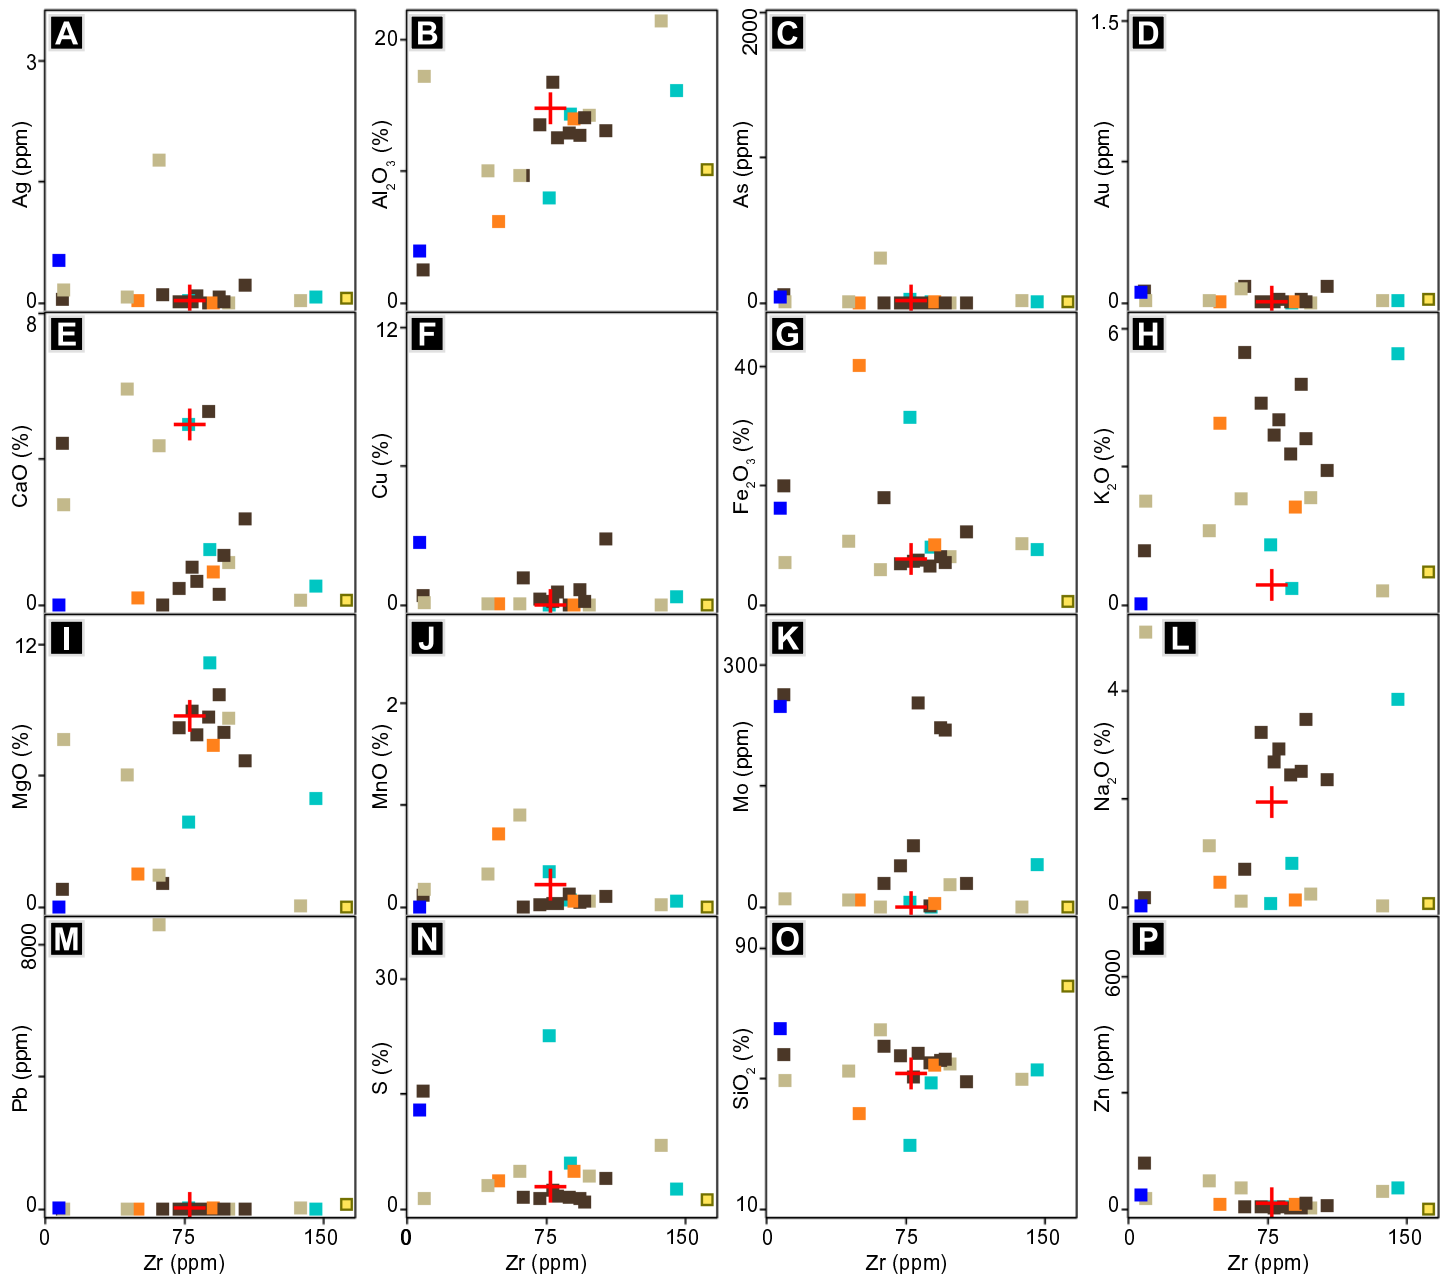 A B C D
3
0
Ag (ppm)
20
0
Al2O3 (%)
2000
0
As (ppm)
1.5
0
Au (ppm)
E F G H
8
0
CaO (%)
12
0
Cu (%)
40
0
Fe2O3 (%)
6
0
K2O (%)
I J K L
12
0
MgO (%)
2
0
MnO (%)
300
0
Mo (ppm)
4
0
Na2O (%)
M N O P
8000
0
Pb (ppm)
30
0
S (%)
90
10
SiO2 (%)
6000
0
Zn (ppm)
0 75 150 0 75 150 0 75 150 0 75 150
Zr (ppm) Zr (ppm) Zr (ppm) Zr (ppm)